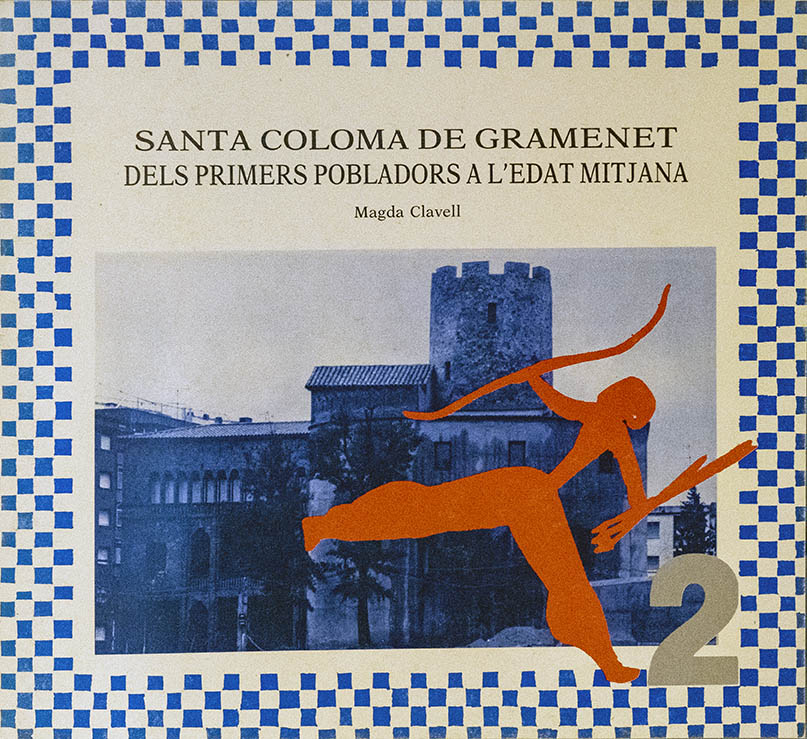 SANTA COLOMA DE GRAMENET
DELS PRIMERS POBLADORS A L'EDAT MITJANA
Magda Clavell
2